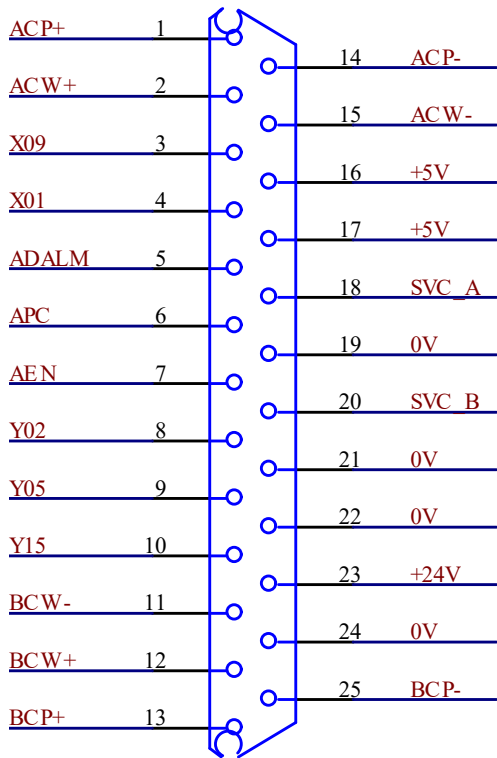 ACP+ 1
14 ACP-
ACW+ 2
15 ACW-
X09 3
16 +5V
X01 4
17 +5V
ADALM 5
18 SVC_A
APC 6
19 0V
AEN 7
20 SVC_B
Y02 8
21 0V
Y05 9
22 0V
Y15 10
23 +24V
BCW- 11
24 0V
BCW+ 12
25 BCP-
BCP+ 13